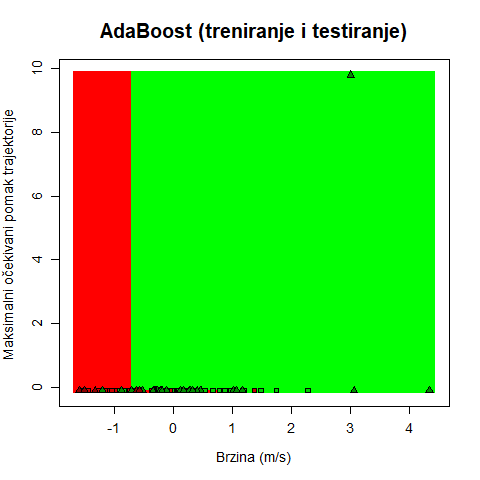 AdaBoost (treniranje i testiranje)
Maksimalni očekivani pomak trajektorije
10
8
6
4
2
0
-1 0 1 2 3 4
Brzina (m/s)